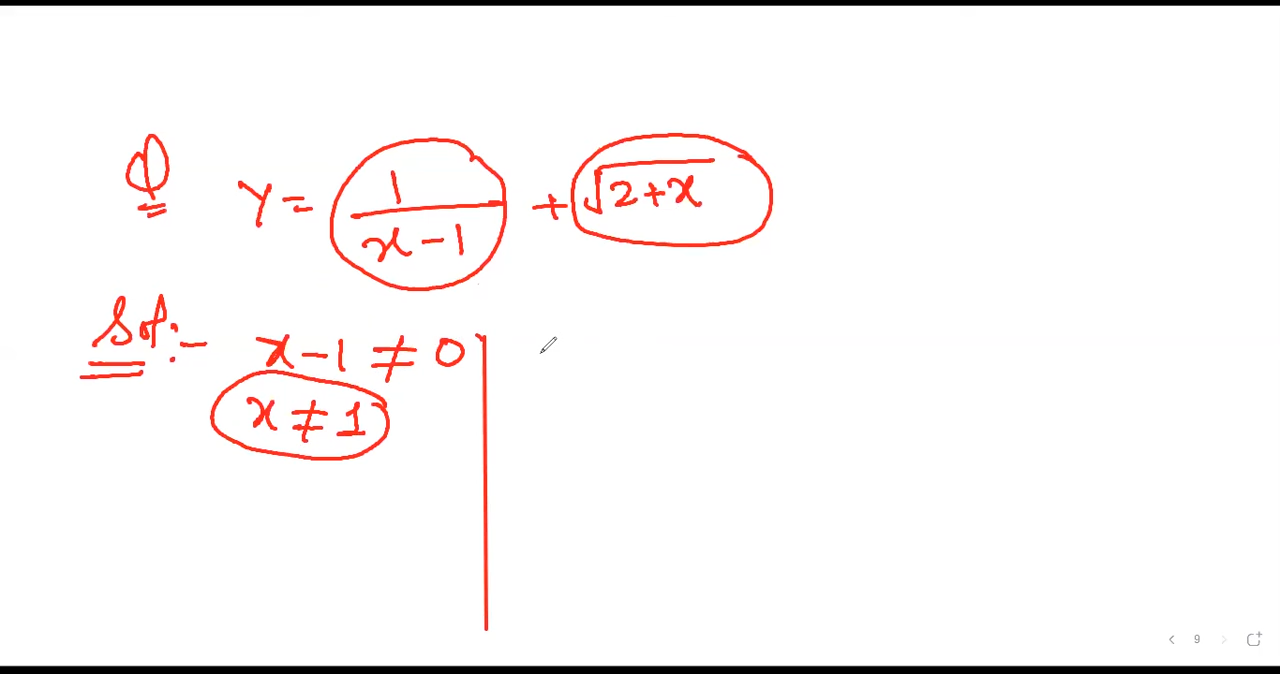 Q y = 1/(x-1) + √(2+x)
Sol:- x-1 ≠ 0
x ≠ 1
9